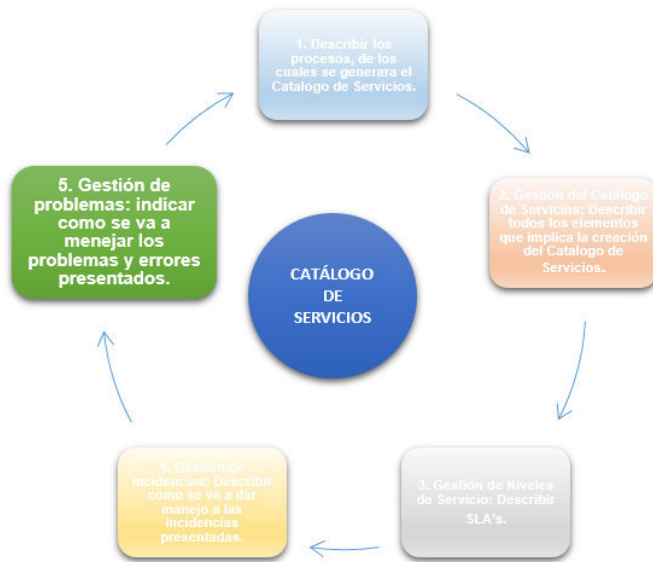 1. Describir los
procesos, de los
cuales se generara el
Catalogo de Servicios.
2. Gestión del Catálogo
de Servicios: Describir
todos los elementos
que implica la creación
del Catalogo de
Servicios.
3. Gestión de Niveles
de Servicio: Describir
SLA's.
4. Gestión de
incidencias: Describir
como se va a dar
manejo a las
incidencias
presentadas.
5. Gestión de
problemas: indicar
como se va a
menejar los
problemas y errores
presentados.
CATÁLOGO
DE
SERVICIOS